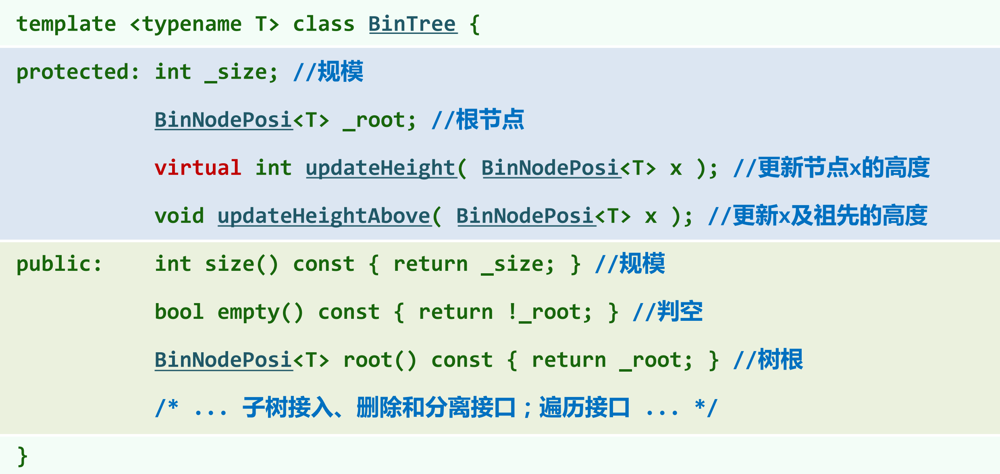 template <typename T> class BinTree {
protected: int _size; //规模
BinNodePosi<T> _root; //根节点
virtual int updateHeight( BinNodePosi<T> x ); //更新节点x的高度
void updateHeightAbove( BinNodePosi<T> x ); //更新x及祖先的高度
public: int size() const { return _size; } //规模
bool empty() const { return !_root; } //判空
BinNodePosi<T> root() const { return _root; } //树根
/* ... 子树接入、删除和分离接口；遍历接口 ... */
}